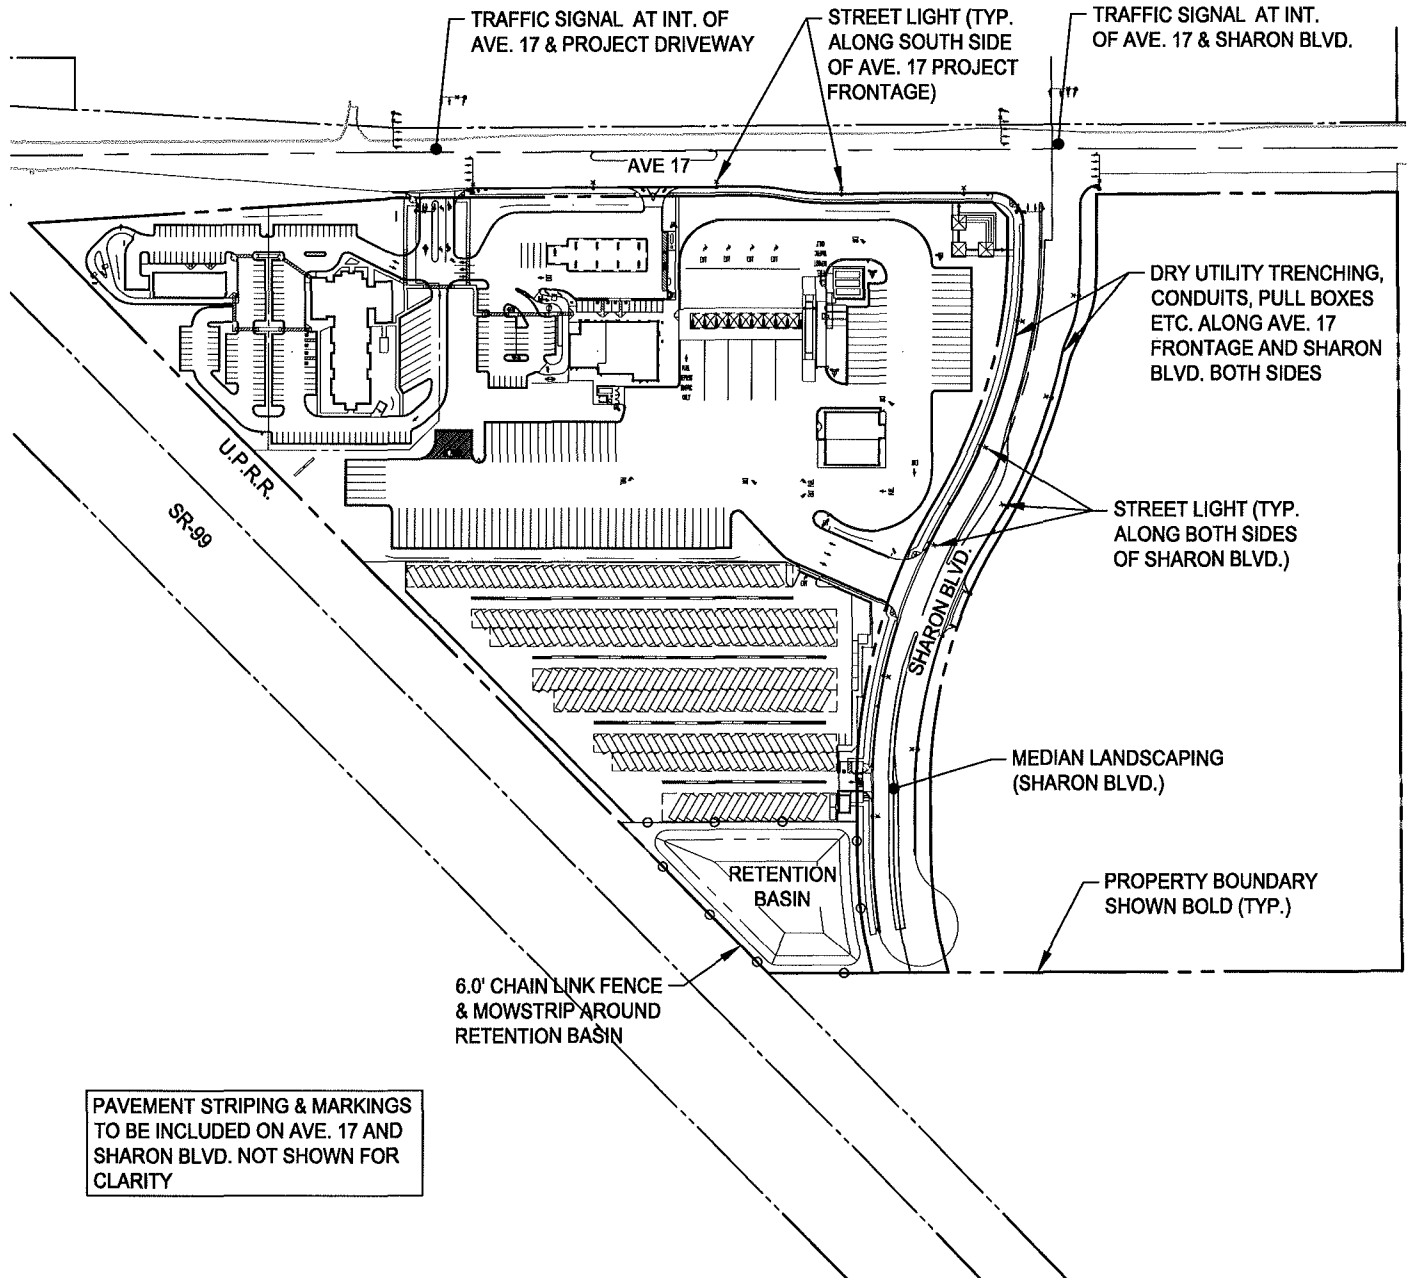 TRAFFIC SIGNAL AT INT. OF
AVE. 17 & PROJECT DRIVEWAY
STREET LIGHT (TYP.
ALONG SOUTH SIDE
OF AVE. 17 PROJECT
FRONTAGE)
TRAFFIC SIGNAL AT INT.
OF AVE. 17 & SHARON BLVD.
AVE 17
DRY UTILITY TRENCHING,
CONDUITS, PULL BOXES
ETC. ALONG AVE. 17
FRONTAGE AND SHARON
BLVD. BOTH SIDES
U.P.R.R.
SR-99
STREET LIGHT (TYP.
ALONG BOTH SIDES
OF SHARON BLVD.)
SHARON BLVD.
MEDIAN LANDSCAPING
(SHARON BLVD.)
RETENTION
BASIN
PROPERTY BOUNDARY
SHOWN BOLD (TYP.)
6.0' CHAIN LINK FENCE
& MOWSTRIP AROUND
RETENTION BASIN
PAVEMENT STRIPING & MARKINGS
TO BE INCLUDED ON AVE. 17 AND
SHARON BLVD. NOT SHOWN FOR
CLARITY